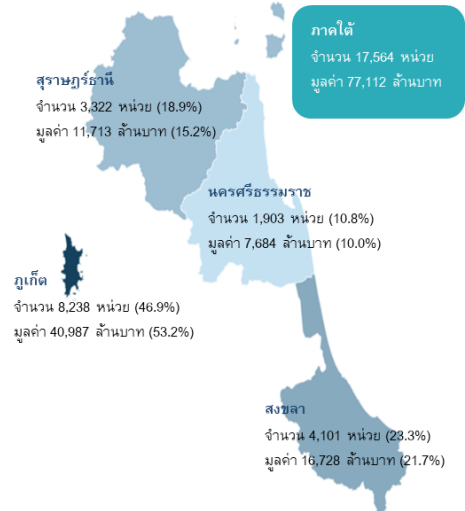 ภาคใต้
จำนวน 17,564 หน่วย
มูลค่า 77,112 ล้านบาท
สุราษฎร์ธานี
จำนวน 3,322 หน่วย (18.9%)
มูลค่า 11,713 ล้านบาท (15.2%)
นครศรีธรรมราช
จำนวน 1,903 หน่วย (10.8%)
มูลค่า 7,684 ล้านบาท (10.0%)
ภูเก็ต
จำนวน 8,238 หน่วย (46.9%)
มูลค่า 40,987 ล้านบาท (53.2%)
สงขลา
จำนวน 4,101 หน่วย (23.3%)
มูลค่า 16,728 ล้านบาท (21.7%)